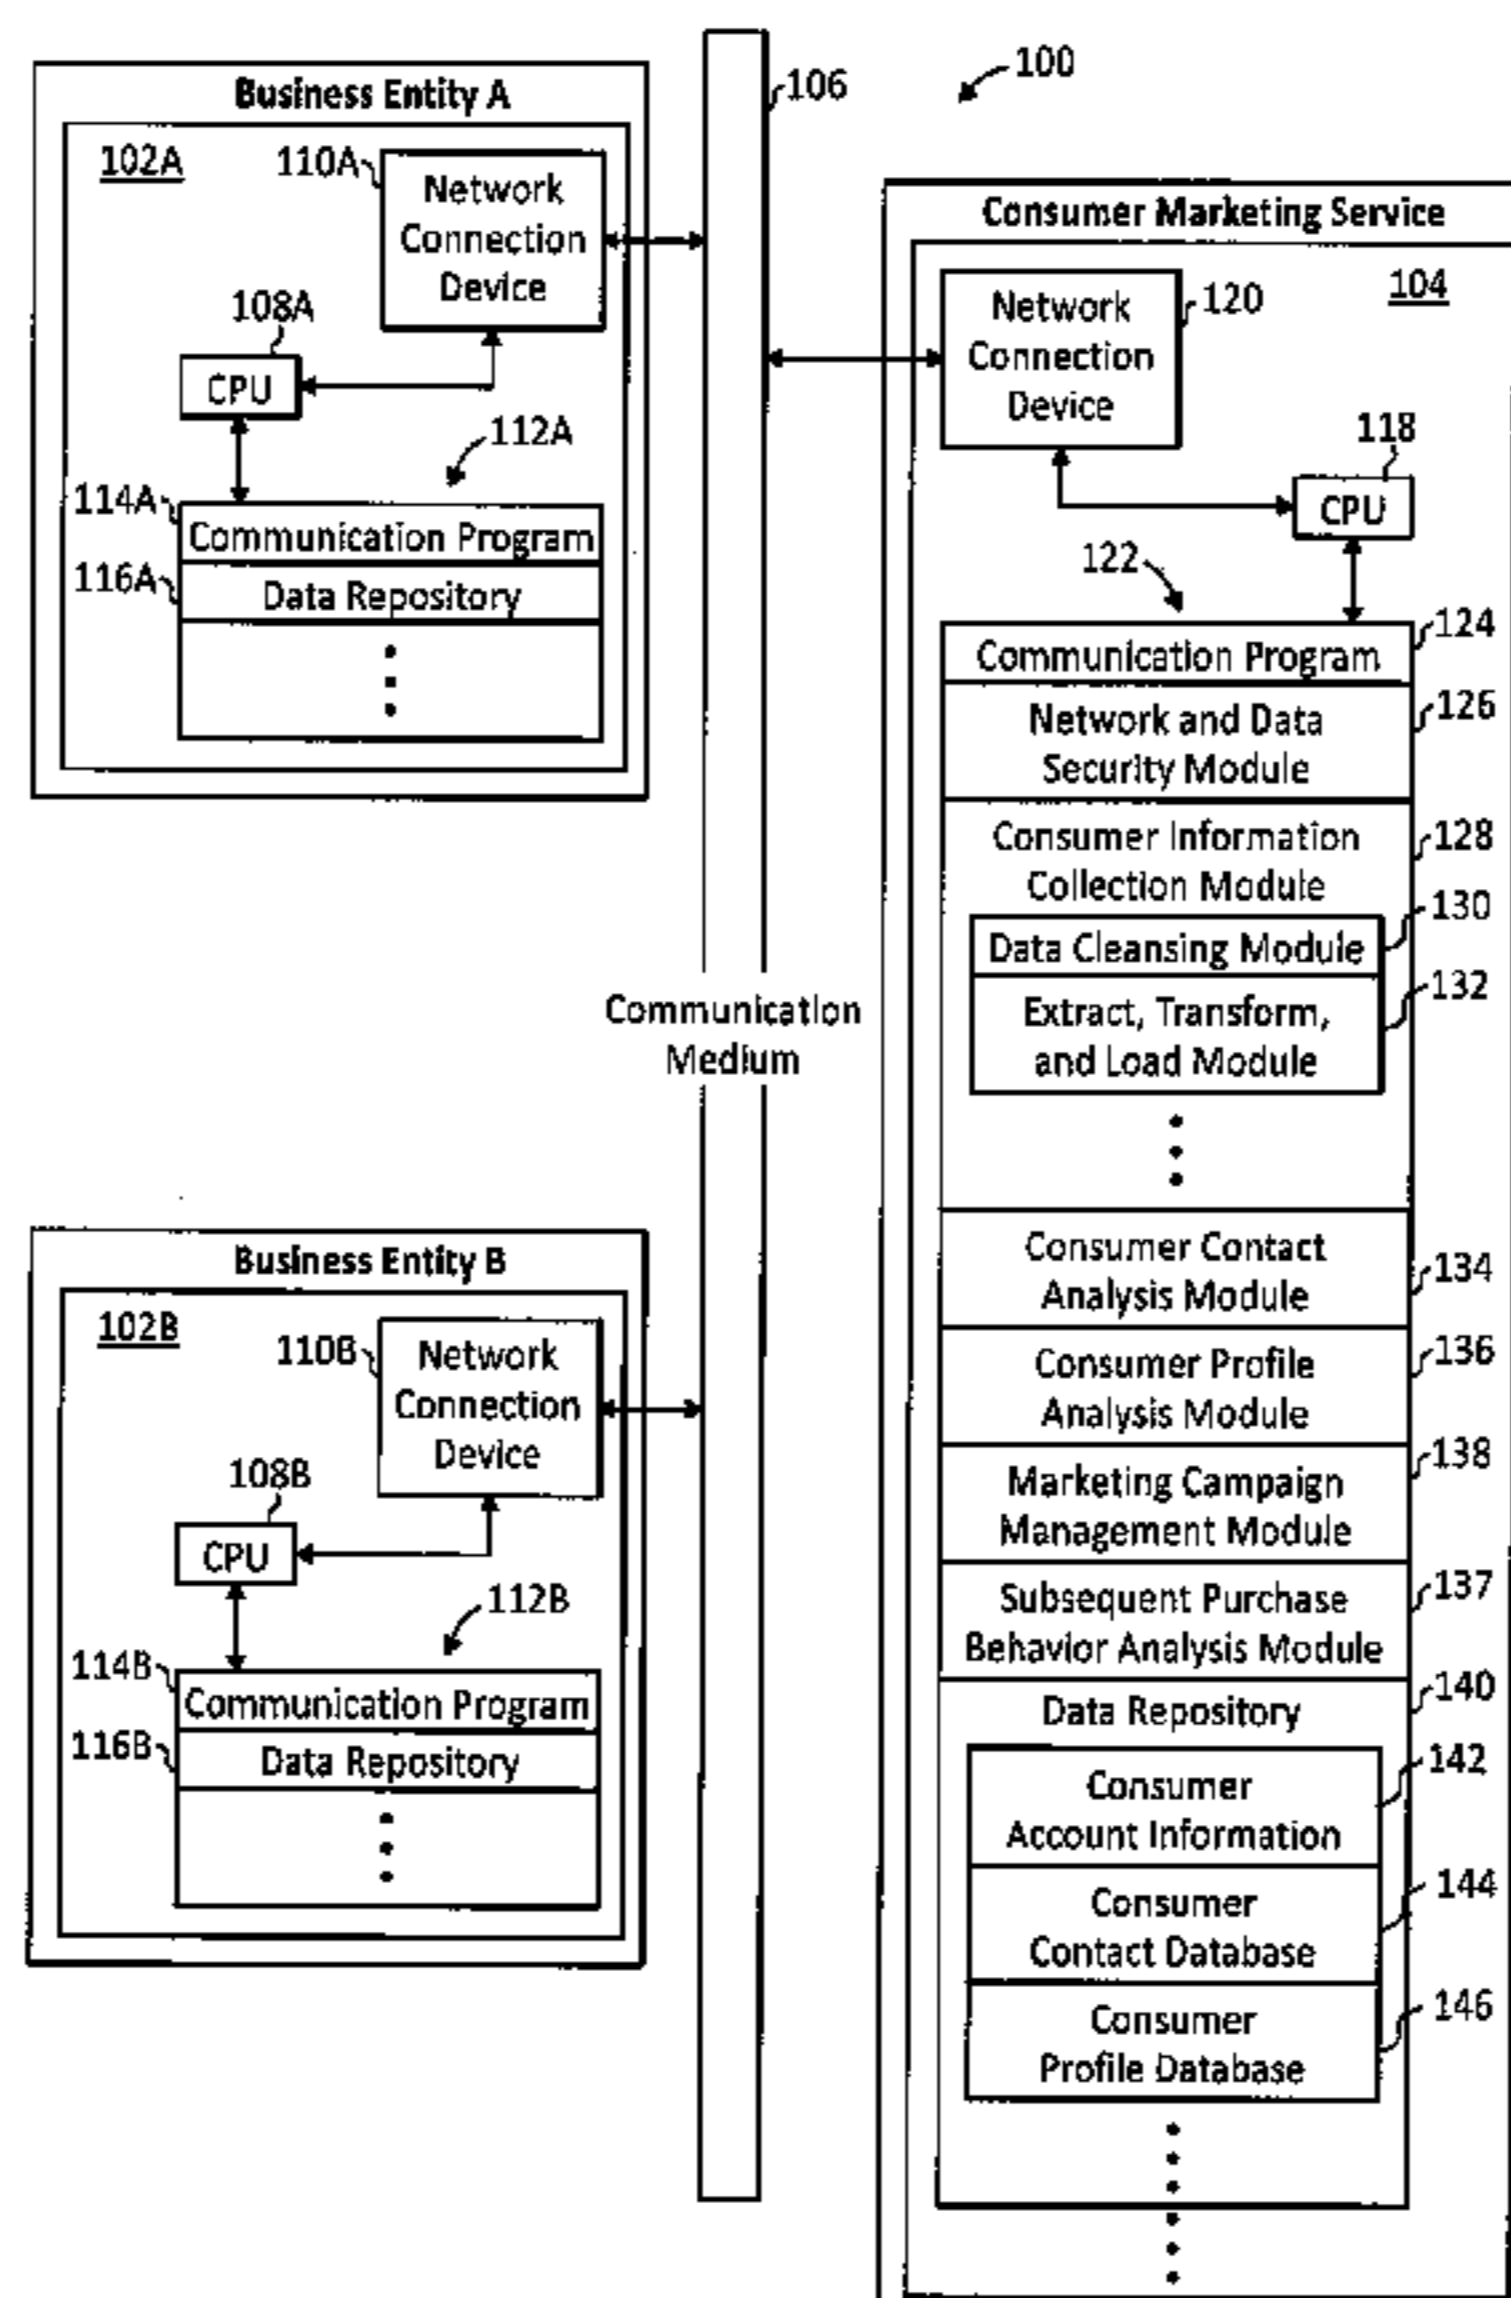 100
106
Business Entity A
102A
110A
Network
Connection
Device
108A
CPU
112A
114A
Communication Program
116A
Data Repository
Communication
Medium
Business Entity B
102B
110B
Network
Connection
Device
108B
CPU
112B
114B
Communication Program
116B
Data Repository
Consumer Marketing Service
104
Network
Connection
Device
120
118
CPU
122
Communication Program
124
Network and Data
Security Module
126
Consumer Information
Collection Module
128
Data Cleansing Module
130
Extract, Transform,
and Load Module
132
Consumer Contact
Analysis Module
134
Consumer Profile
Analysis Module
136
Marketing Campaign
Management Module
138
Subsequent Purchase
Behavior Analysis Module
137
Data Repository
140
Consumer
Account Information
142
Consumer
Contact Database
144
Consumer
Profile Database
146